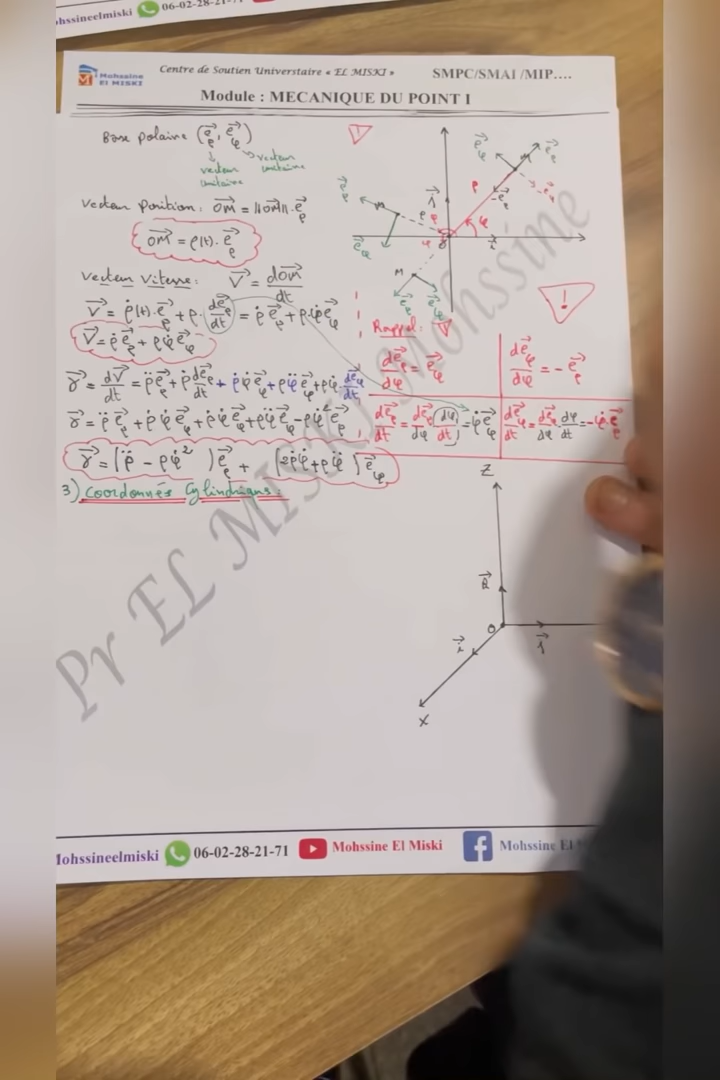 ohssineelmiski 06-02-28-21-71
Mohssine EL MISKI
Centre de Soutien Universtaire « EL MISKI »
SMPC/SMAI /MIP….
Module : MECANIQUE DU POINT I
Base polaire (e⃗ρ, e⃗φ)
vecteur unitaire
vecteur unitaire
Vecteur Position: OM⃗ = ||OM⃗||.e⃗ρ
OM⃗ = ρ(t).e⃗ρ
Vecteur Vitesse: V⃗ = dOM⃗/dt
V⃗ = ρ̇(t).e⃗ρ + ρ.de⃗ρ/dt = ρ̇ e⃗ρ + ρ.φ̇ e⃗φ
V⃗ = ρ̇ e⃗ρ + ρφ̇ e⃗φ
γ⃗ = dV⃗/dt = ρ̈ e⃗ρ + ρ̇ de⃗ρ/dt + ρ̇φ̇ e⃗φ + ρφ̈ e⃗φ + ρφ̇.de⃗φ/dt
γ⃗ = ρ̈ e⃗ρ + ρ̇φ̇ e⃗φ + ρ̇φ̇ e⃗φ + ρφ̈ e⃗φ - ρφ̇² e⃗ρ
γ⃗ = (ρ̈ - ρφ̇²) e⃗ρ + (2ρ̇φ̇ + ρφ̈) e⃗φ
3) Coordonnés Cylindriques:
!
e⃗φ
M
e⃗ρ
ρ
-e⃗ρ
-e⃗φ
j⃗
φ
O
i⃗
e⃗ρ
M
ρ
φ
e⃗φ
φ
M
e⃗ρ
e⃗φ
!
Rappel: !
de⃗ρ/dφ = e⃗φ
de⃗φ/dφ = - e⃗ρ
de⃗ρ/dt = de⃗ρ/dφ (dφ/dt) = φ̇ e⃗φ
de⃗φ/dt = de⃗φ/dφ . dφ/dt = -φ̇.e⃗ρ
Z
k⃗
O
i⃗
j⃗
X
Pr EL MISKI Mohssine
Mohssineelmiski 06-02-28-21-71 Mohssine El Miski Mohssine El